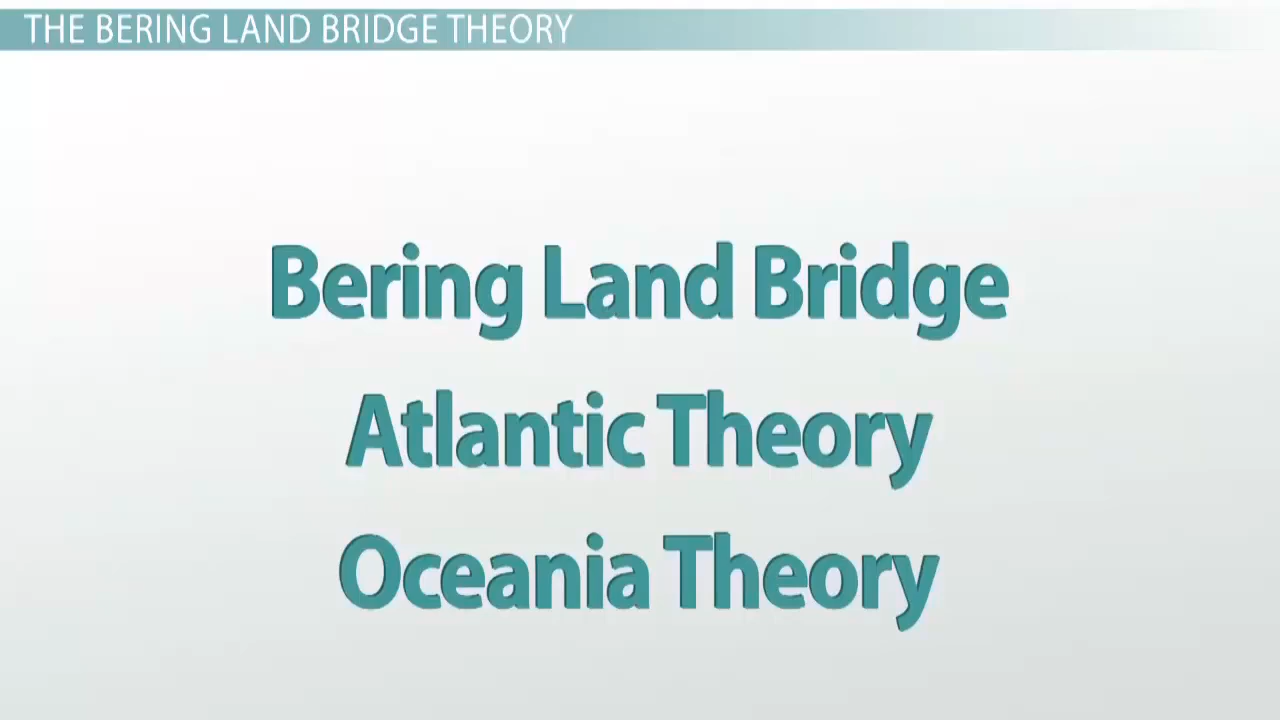 THE BERING LAND BRIDGE THEORY
Bering Land Bridge
Atlantic Theory
Oceania Theory